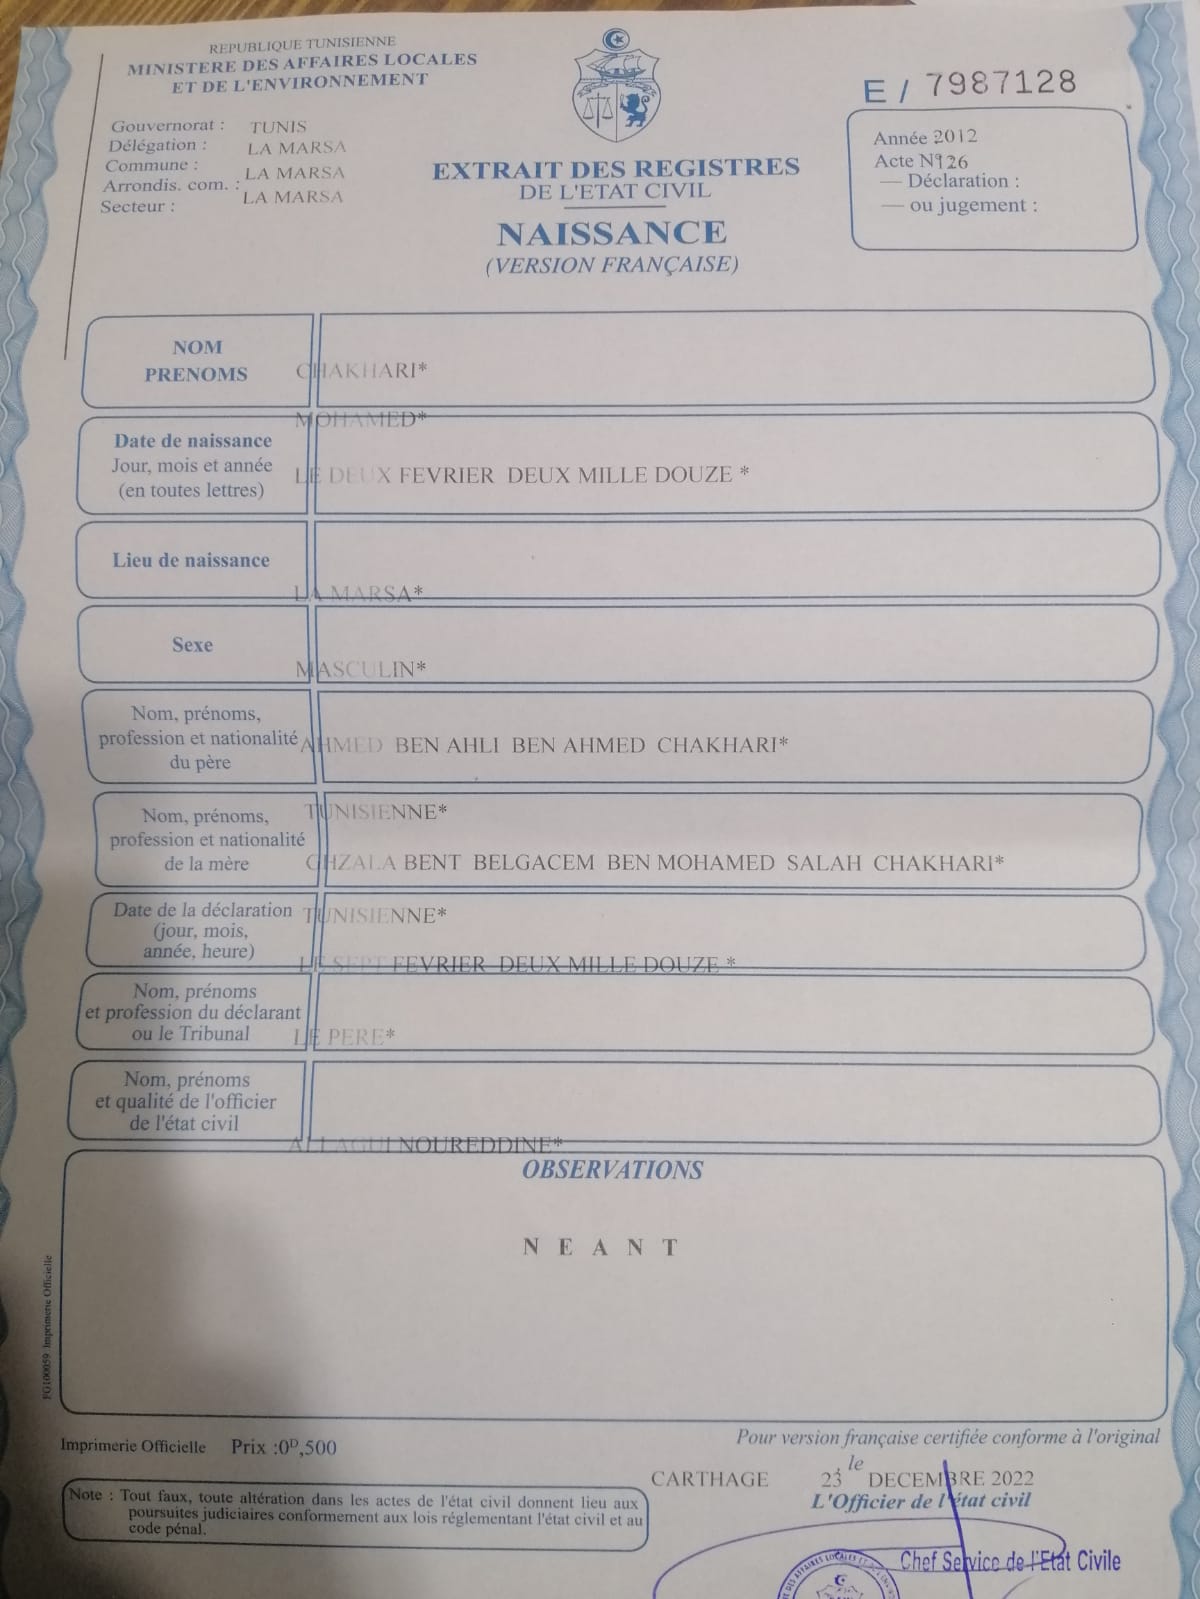 REPUBLIQUE TUNISIENNE
MINISTERE DES AFFAIRES LOCALES
ET DE L'ENVIRONNEMENT
Gouvernorat : TUNIS
Délégation : LA MARSA
Commune : LA MARSA
Arrondis. com. : LA MARSA
Secteur :
EXTRAIT DES REGISTRES
DE L'ETAT CIVIL
NAISSANCE
(VERSION FRANÇAISE)
E / 7987128
Année 2012
Acte N°126
— Déclaration :
— ou jugement :
NOM
PRENOMS
CHAKHARI*
MOHAMED*
Date de naissance
Jour, mois et année
(en toutes lettres)
LE DEUX FEVRIER DEUX MILLE DOUZE *
Lieu de naissance
LA MARSA*
Sexe
MASCULIN*
Nom, prénoms,
profession et nationalité
du père
AHMED BEN AHLI BEN AHMED CHAKHARI*
TUNISIENNE*
Nom, prénoms,
profession et nationalité
de la mère
GHZALA BENT BELGACEM BEN MOHAMED SALAH CHAKHARI*
TUNISIENNE*
Date de la déclaration
(jour, mois,
année, heure)
LE SEPT FEVRIER DEUX MILLE DOUZE *
Nom, prénoms
et profession du déclarant
ou le Tribunal
LE PERE*
Nom, prénoms
et qualité de l'officier
de l'état civil
ALLAGUI NOUREDDINE*
OBSERVATIONS
N E A N T
FG100059 Imprimerie Officielle
Imprimerie Officielle Prix :0ᴰ,500
Pour version française certifiée conforme à l'original
CARTHAGE, le 23 DECEMBRE 2022
L'Officier de l'état civil
Note : Tout faux, toute altération dans les actes de l'état civil donnent lieu aux
poursuites judiciaires conformement aux lois réglementant l'état civil et au
code pénal.
Chef Service de l'Etat Civile